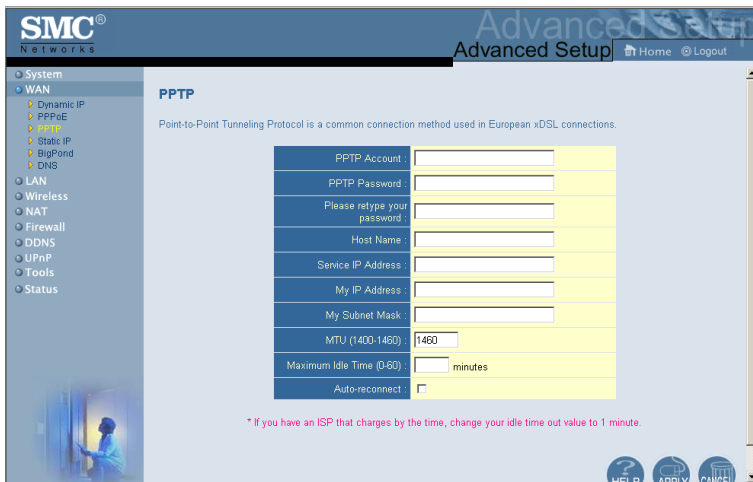 SMC®
Networks
Advanced Setup
Advanced Setup
Home
Logout
System
WAN
Dynamic IP
PPPoE
PPTP
Static IP
BigPond
DNS
LAN
Wireless
NAT
Firewall
DDNS
UPnP
Tools
Status
PPTP
Point-to-Point Tunneling Protocol is a common connection method used in European xDSL connections.
PPTP Account :
PPTP Password :
Please retype your
password :
Host Name :
Service IP Address :
My IP Address :
My Subnet Mask :
MTU (1400-1460) : 1460
Maximum Idle Time (0-60) : minutes
Auto-reconnect :
* If you have an ISP that charges by the time, change your idle time out value to 1 minute.
HELP
APPLY
CANCEL